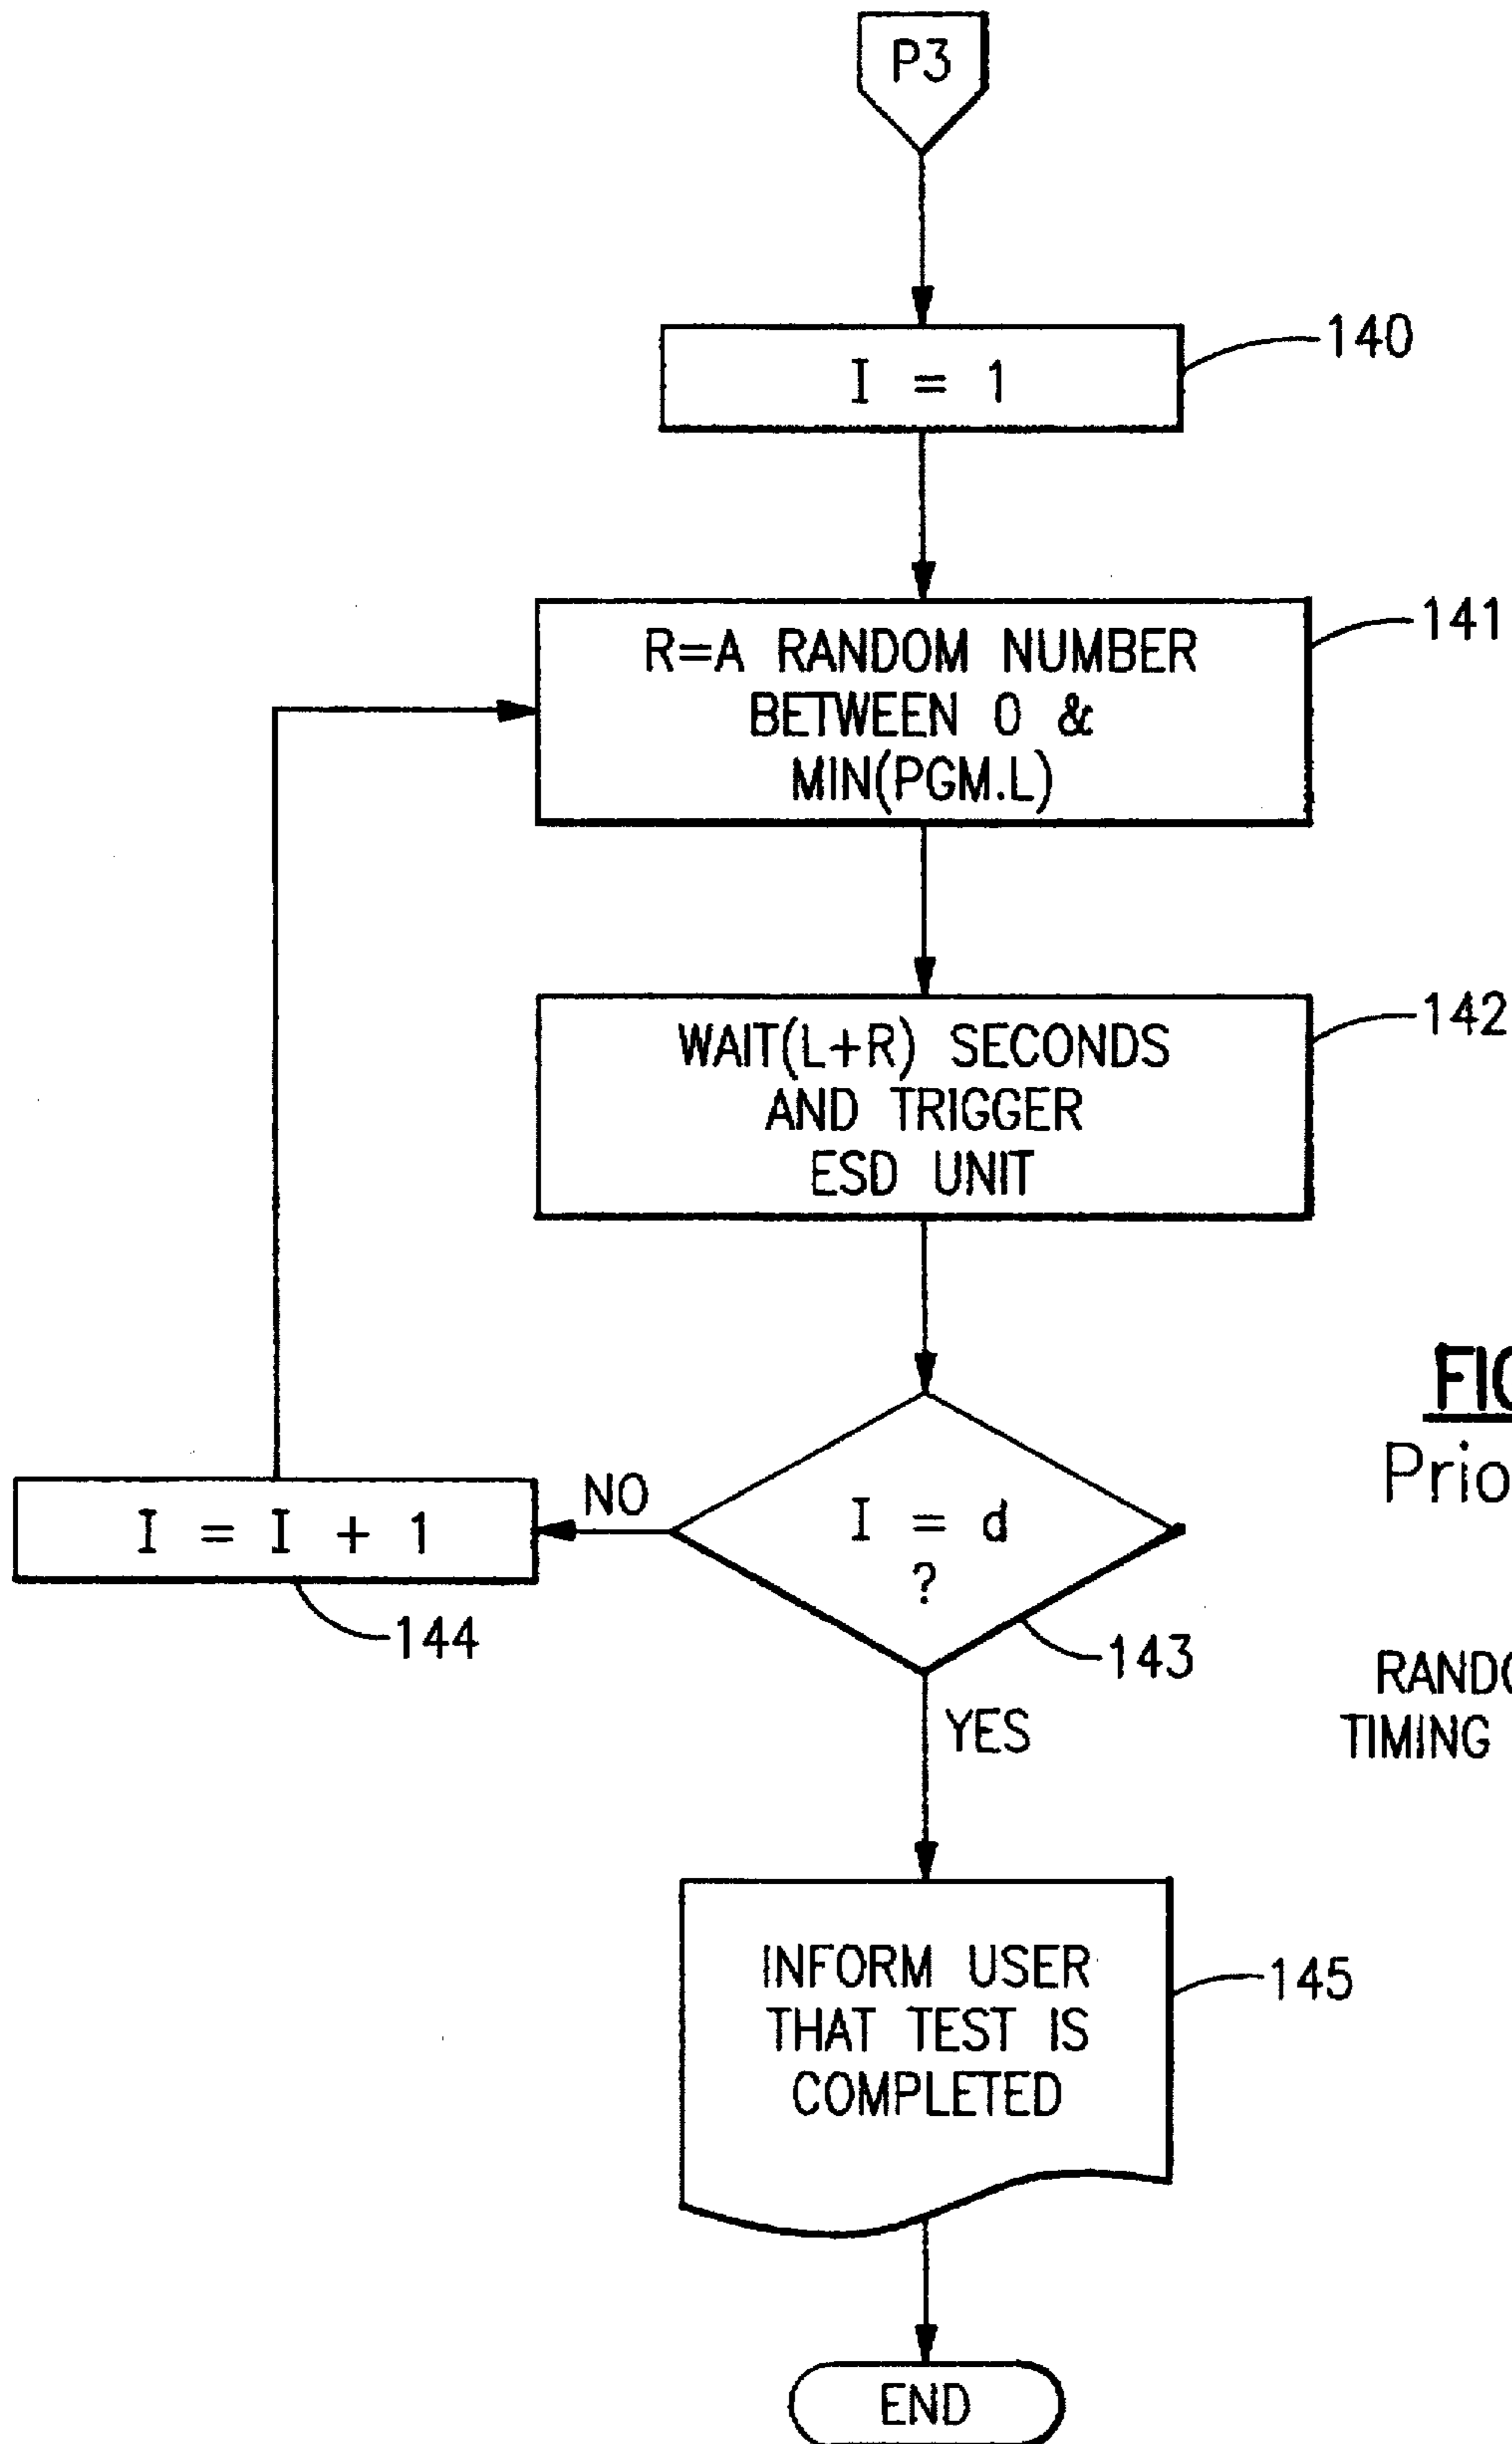 P3
I = 1
140
R=A RANDOM NUMBER
BETWEEN 0 &
MIN(PGM.L)
141
WAIT(L+R) SECONDS
AND TRIGGER
ESD UNIT
142
I = d
?
143
NO
I = I + 1
144
YES
TIMING
INFORM USER
THAT TEST IS
COMPLETED
145
END